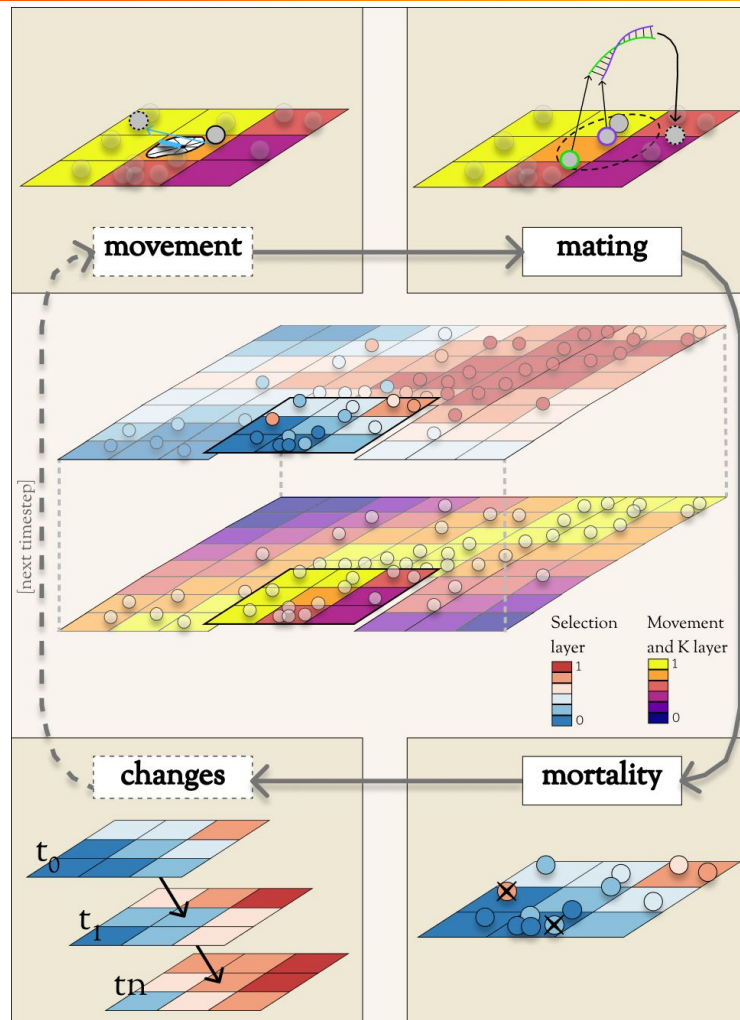 movement
mating
[next timestep]
Selection
layer
1
0
Movement
and K layer
1
0
changes
mortality
t0
t1
tn